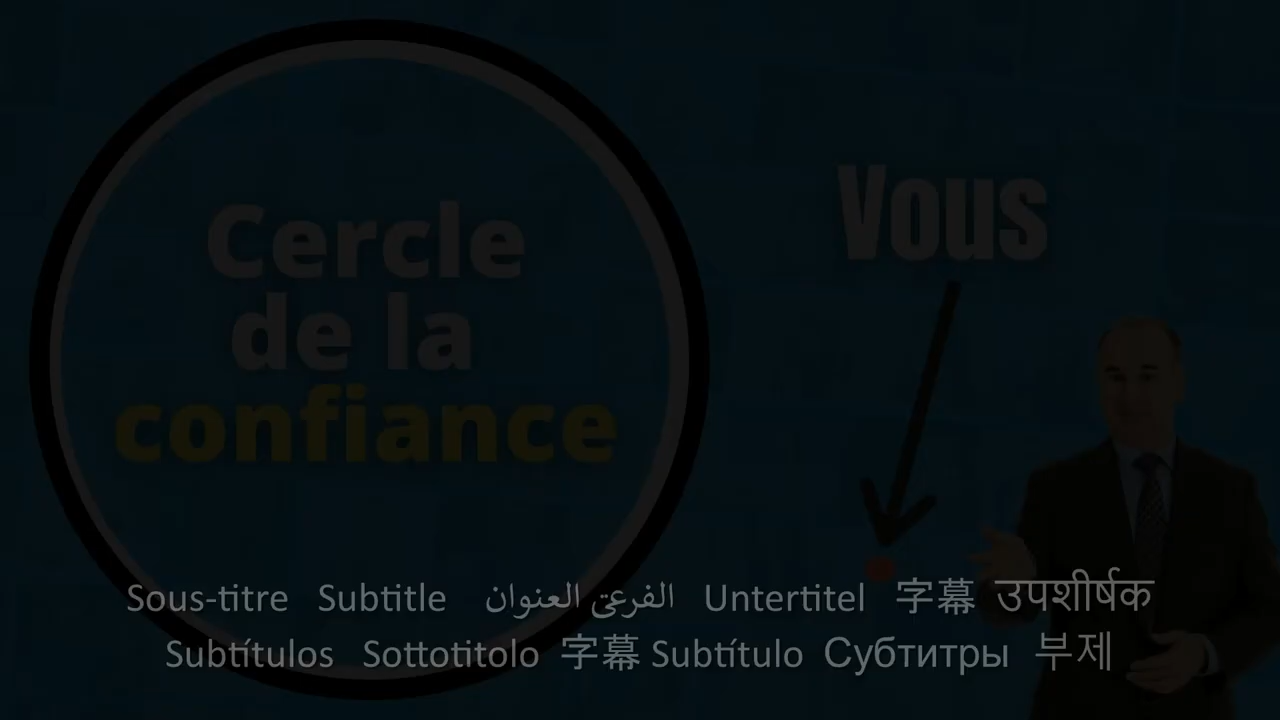 Cercle
de la
confiance
Vous
Sous-titre Subtitle العنوان الفرعيّ Untertitel 字幕 उपशीर्षक
Subtítulos Sottotitolo 字幕 Subtítulo Субтитры 부제